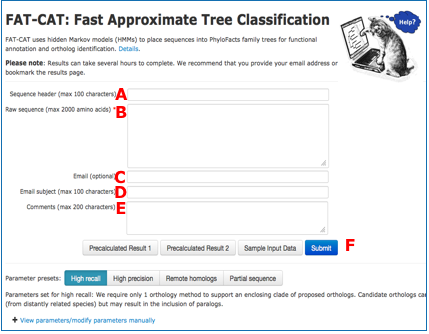 FAT-CAT: Fast Approximate Tree Classification
Help?
FAT-CAT uses hidden Markov models (HMMs) to place sequences into PhyloFacts family trees for functional
annotation and ortholog identification. Details.
Please note: Results can take several hours to complete. We recommend that you provide your email address or
bookmark the results page.
Sequence header (max 100 characters) A
Raw sequence (max 2000 amino acids) * B
Email (optional) C
Email subject (max 100 characters) D
Comments (max 200 characters) E
Precalculated Result 1 Precalculated Result 2 Sample Input Data Submit F
Parameter presets: High recall High precision Remote homologs Partial sequence
Parameters set for high recall: We require only 1 orthology method to support an enclosing clade of proposed orthologs. Candidate orthologs ca
(from distantly related species) but may result in the inclusion of paralogs.
+ View parameters/modify parameters manually